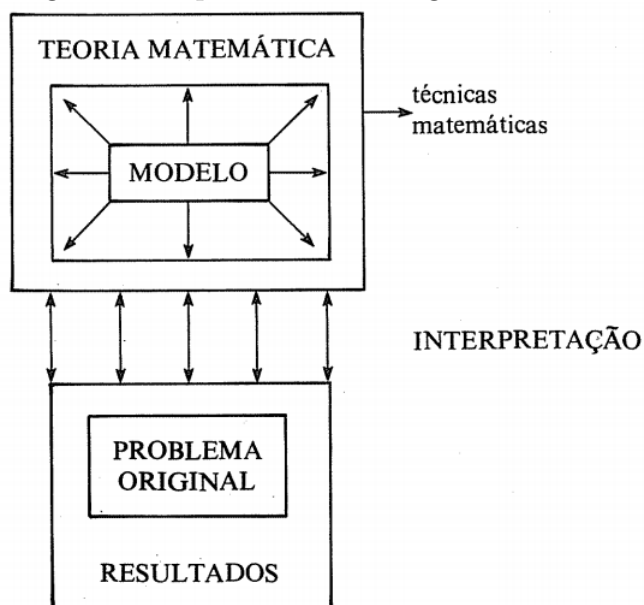 TEORIA MATEMÁTICA
técnicas
matemáticas
MODELO
INTERPRETAÇÃO
PROBLEMA
ORIGINAL
RESULTADOS